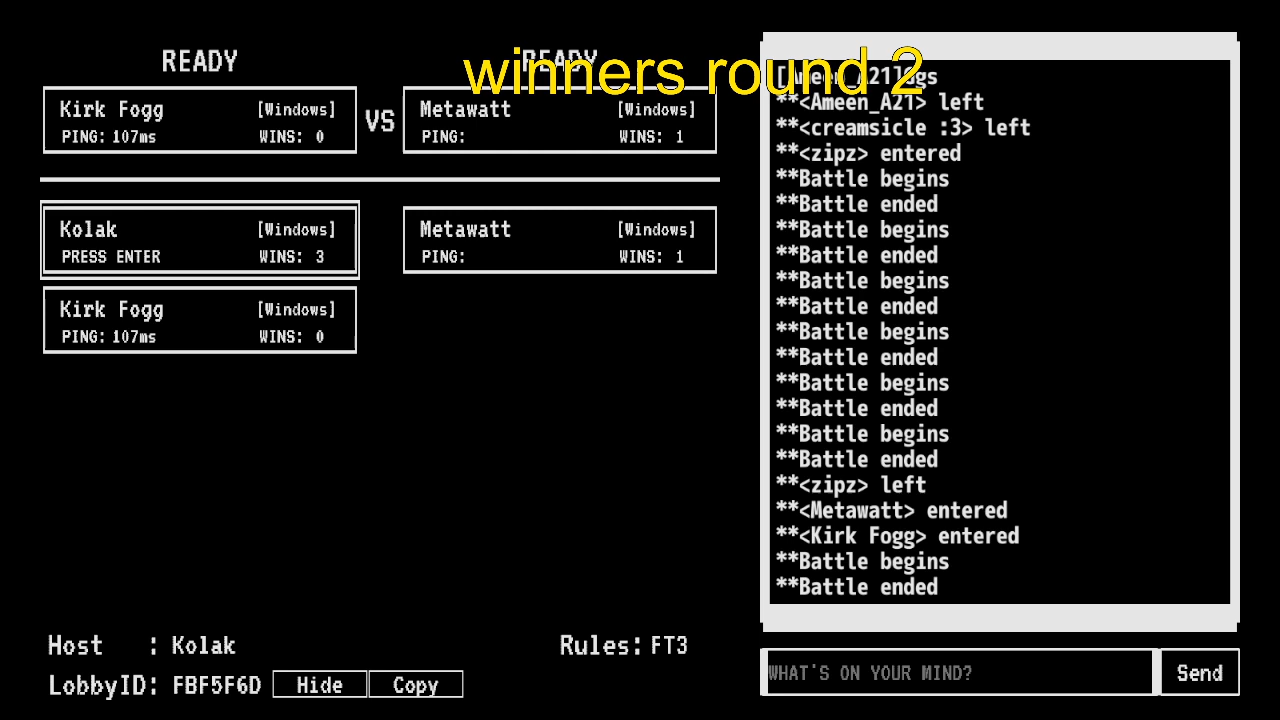 READY
READY
winners round 2
Kirk Fogg [Windows]
PING: 107ms WINS: 0
VS
Metawatt [Windows]
PING: WINS: 1
Kolak [Windows]
PRESS ENTER WINS: 3
Metawatt [Windows]
PING: WINS: 1
Kirk Fogg [Windows]
PING: 107ms WINS: 0
Host : Kolak
Rules: FT3
LobbyID: FBF5F6D Hide Copy
**<Ameen_A21> left
**<creamsicle :3> left
**<zipz> entered
**Battle begins
**Battle ended
**Battle begins
**Battle ended
**Battle begins
**Battle ended
**Battle begins
**Battle ended
**Battle begins
**Battle ended
**Battle begins
**Battle ended
**<zipz> left
**<Metawatt> entered
**<Kirk Fogg> entered
**Battle begins
**Battle ended
WHAT'S ON YOUR MIND? Send